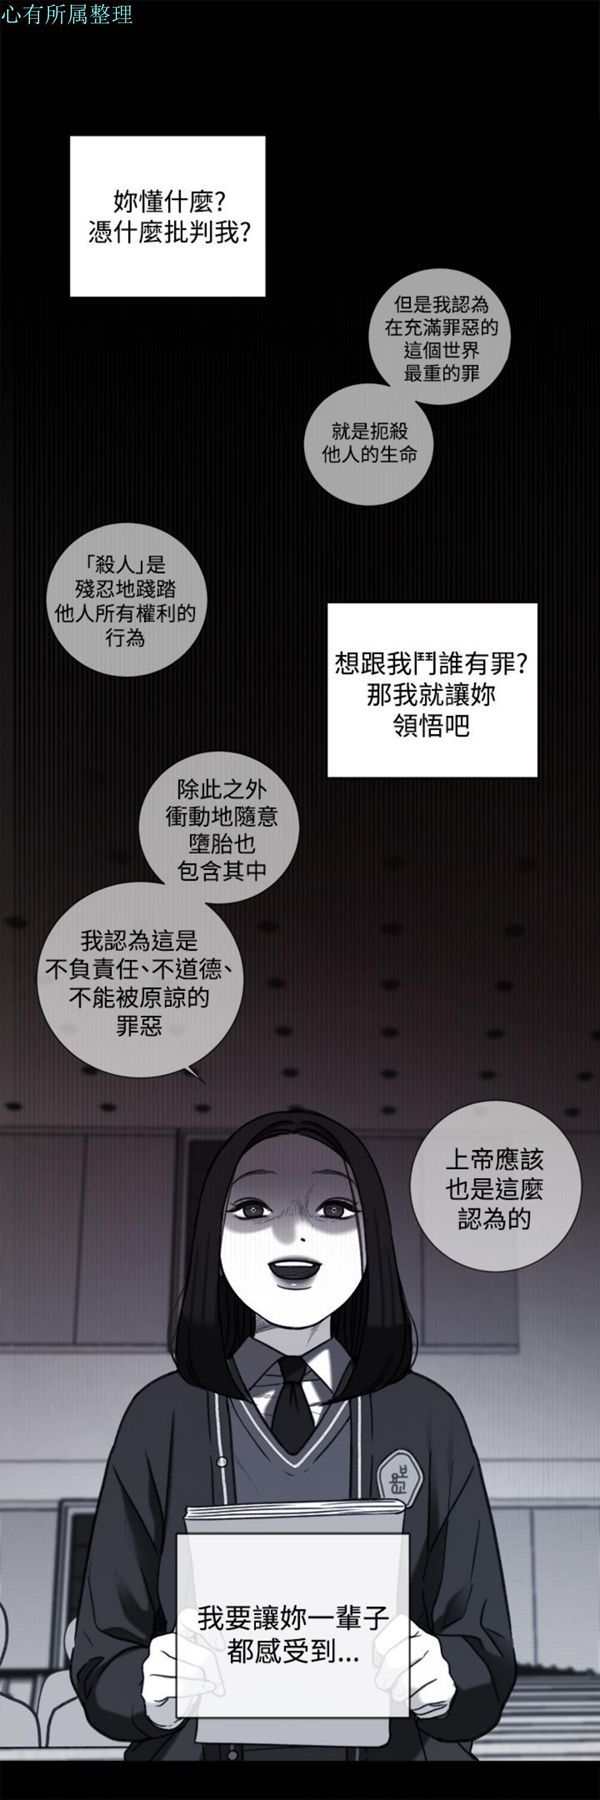 心有所属整理
妳懂什麼?
憑什麼批判我?
但是我認為
在充滿罪惡的
這個世界
最重的罪
就是扼殺
他人的生命
「殺人」是
殘忍地踐踏
他人所有權利的
行為
想跟我鬥誰有罪?
那我就讓妳
領悟吧
除此之外
衝動地隨意
墮胎也
包含其中
我認為這是
不負責任、不道德、
不能被原諒的
罪惡
上帝應該
也是這麼
認為的
我要讓妳一輩子
都感受到...